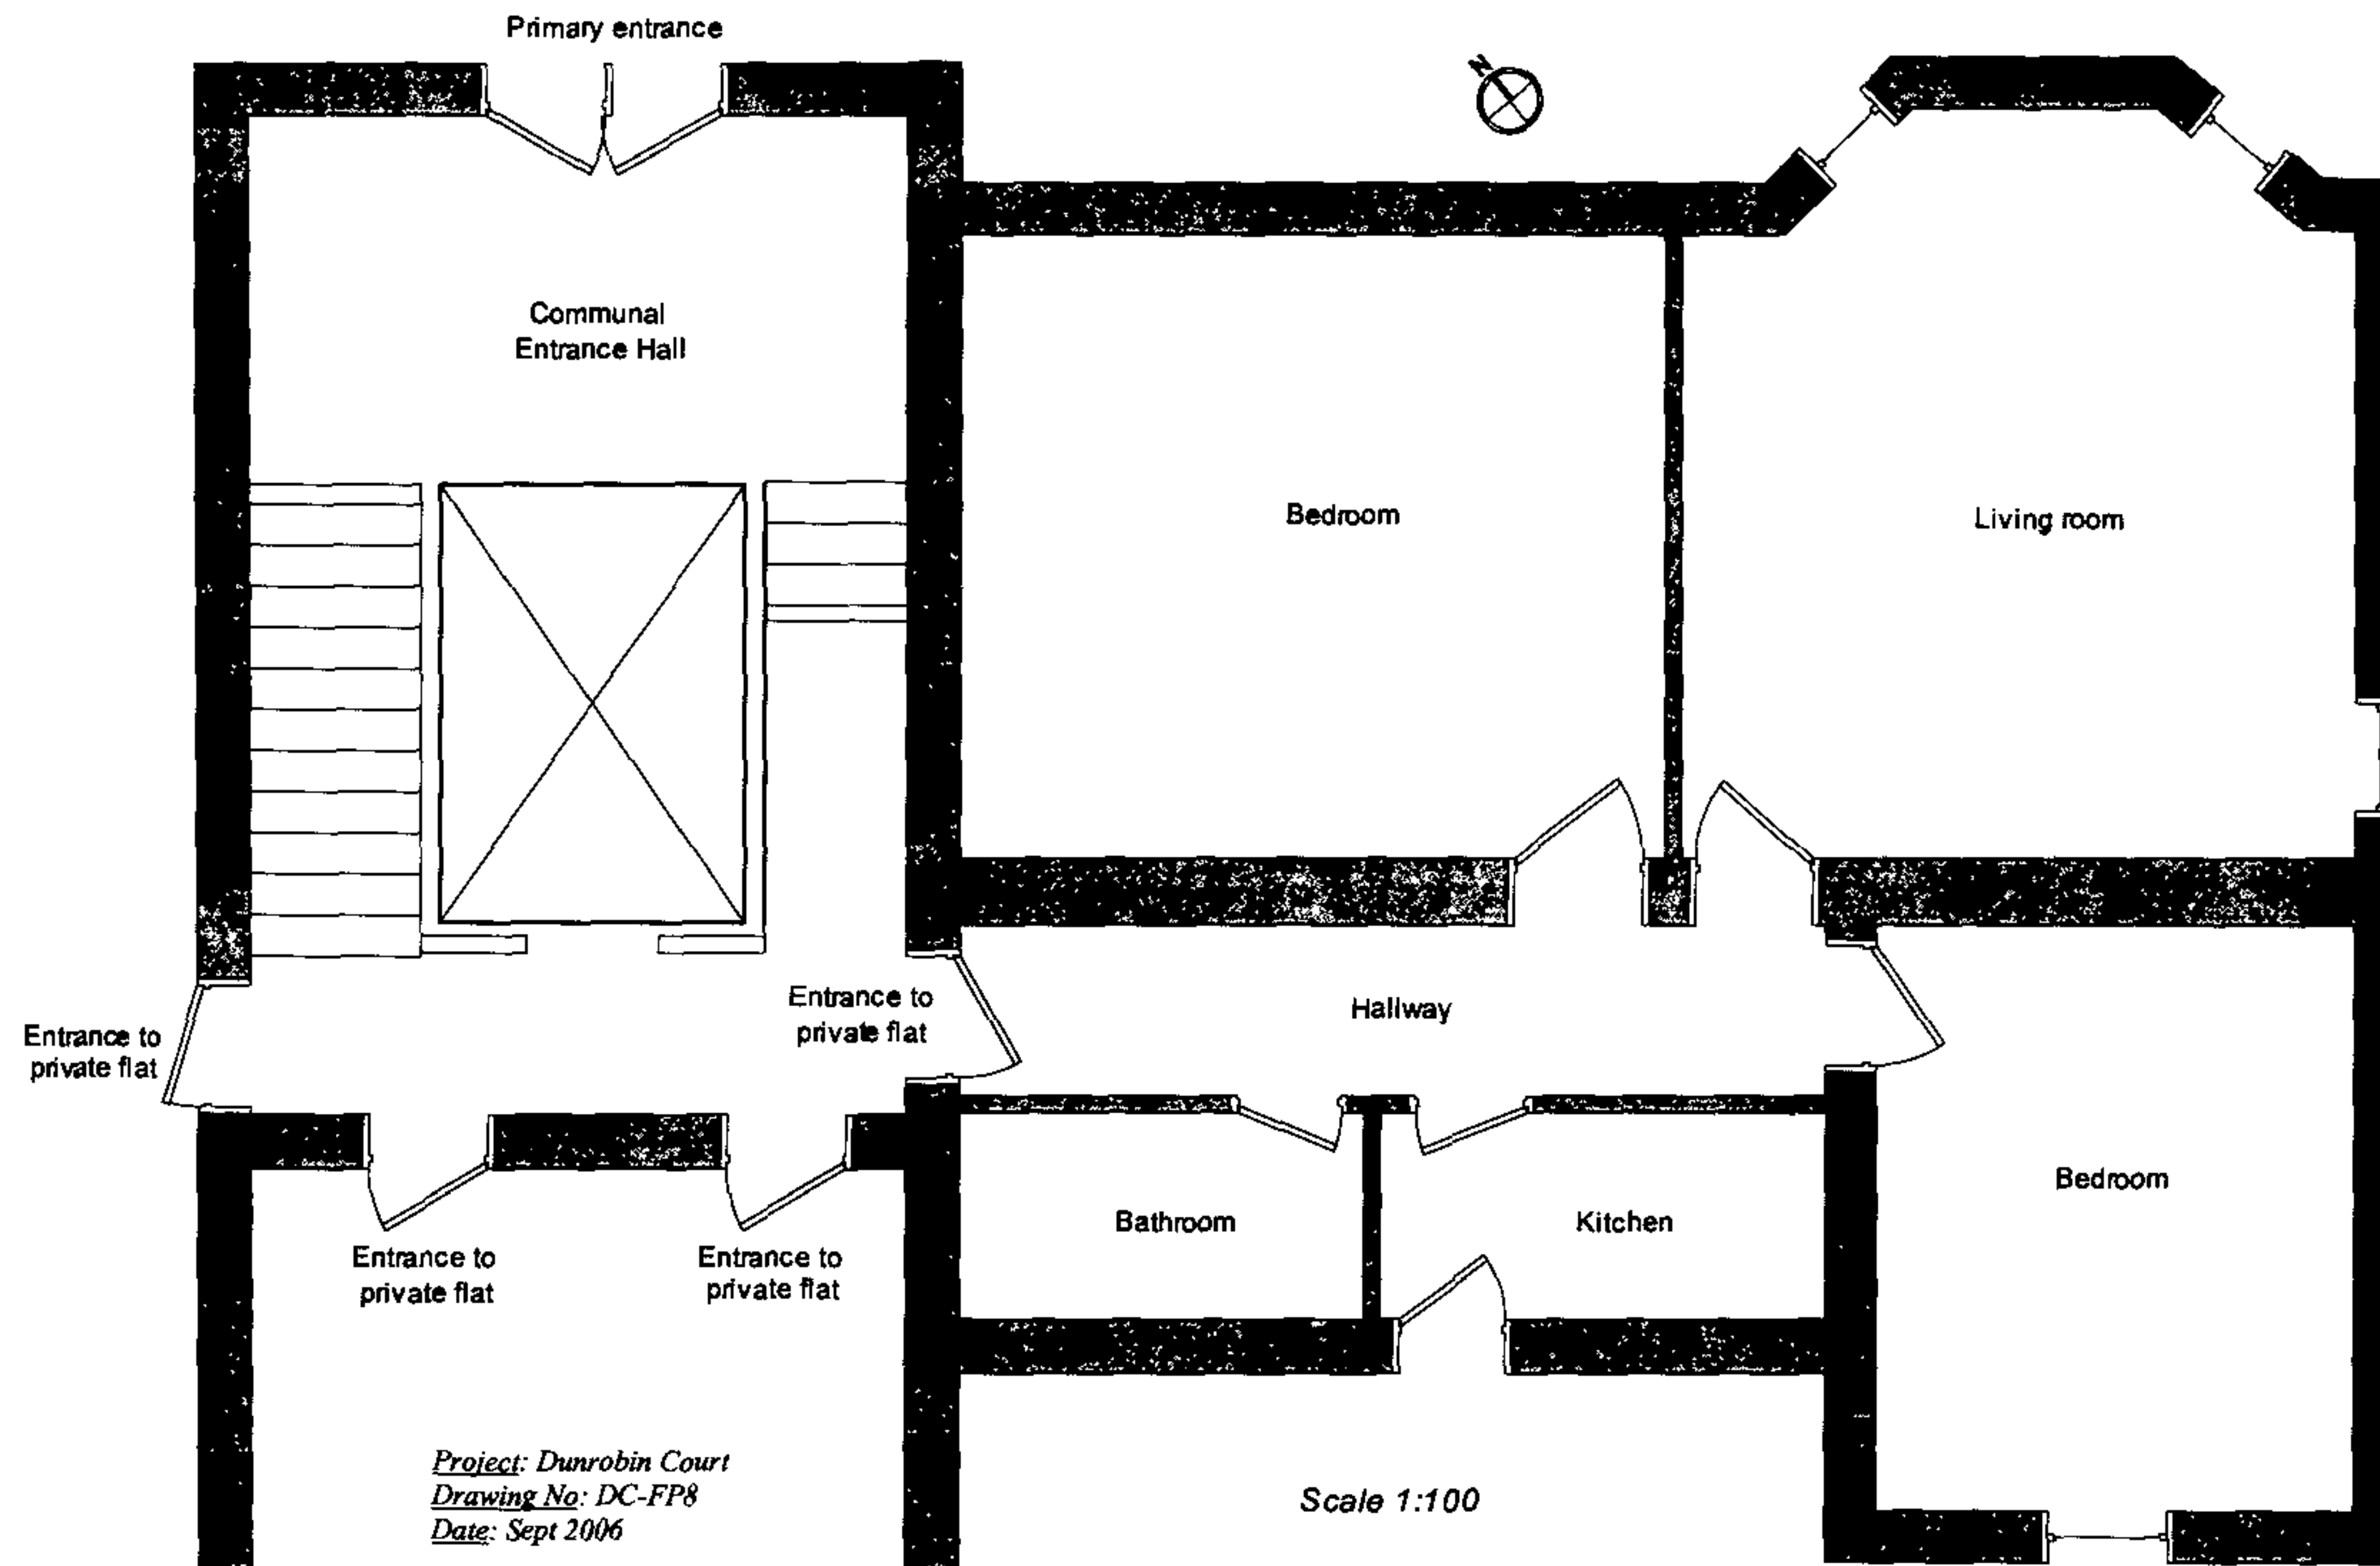 Primary entrance
N
Communal
Entrance Hall
Bedroom
Living room
Entrance to
private flat
Entrance to
private flat
Hallway
Bedroom
Bathroom
Kitchen
Entrance to
private flat
Entrance to
private flat
Project: Dunrobin Court
Drawing No: DC-FP8
Date: Sept 2006
Scale 1:100